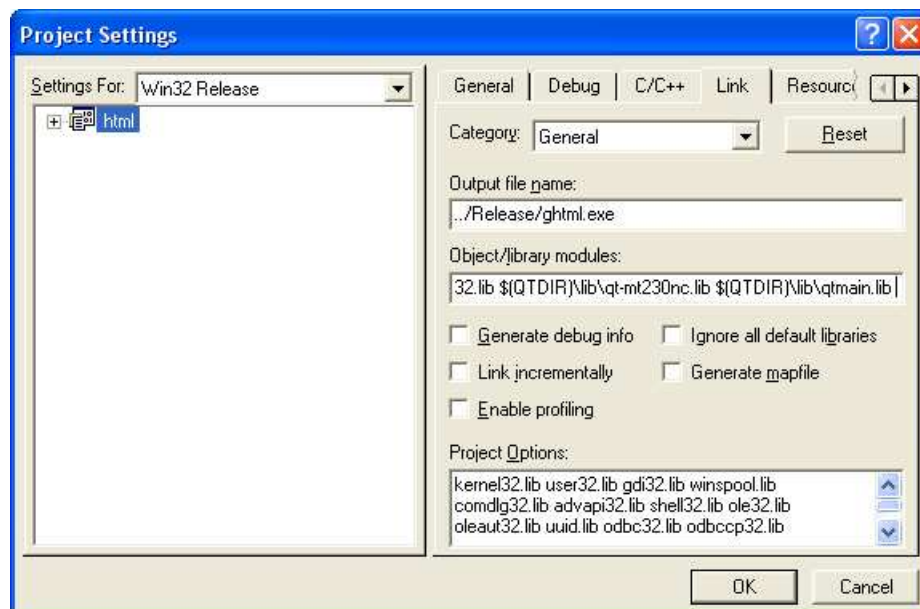 Project Settings
Settings For: Win32 Release
html
General Debug C/C++ Link Resourc
Category: General Reset
Output file name:
../Release/ghtml.exe
Object/library modules:
32.lib $(QTDIR)\lib\qt-mt230nc.lib $(QTDIR)\lib\qtmain.lib
Generate debug info Ignore all default libraries
Link incrementally Generate mapfile
Enable profiling
Project Options:
kernel32.lib user32.lib gdi32.lib winspool.lib
comdlg32.lib advapi32.lib shell32.lib ole32.lib
oleaut32.lib uuid.lib odbc32.lib odbccp32.lib
OK Cancel